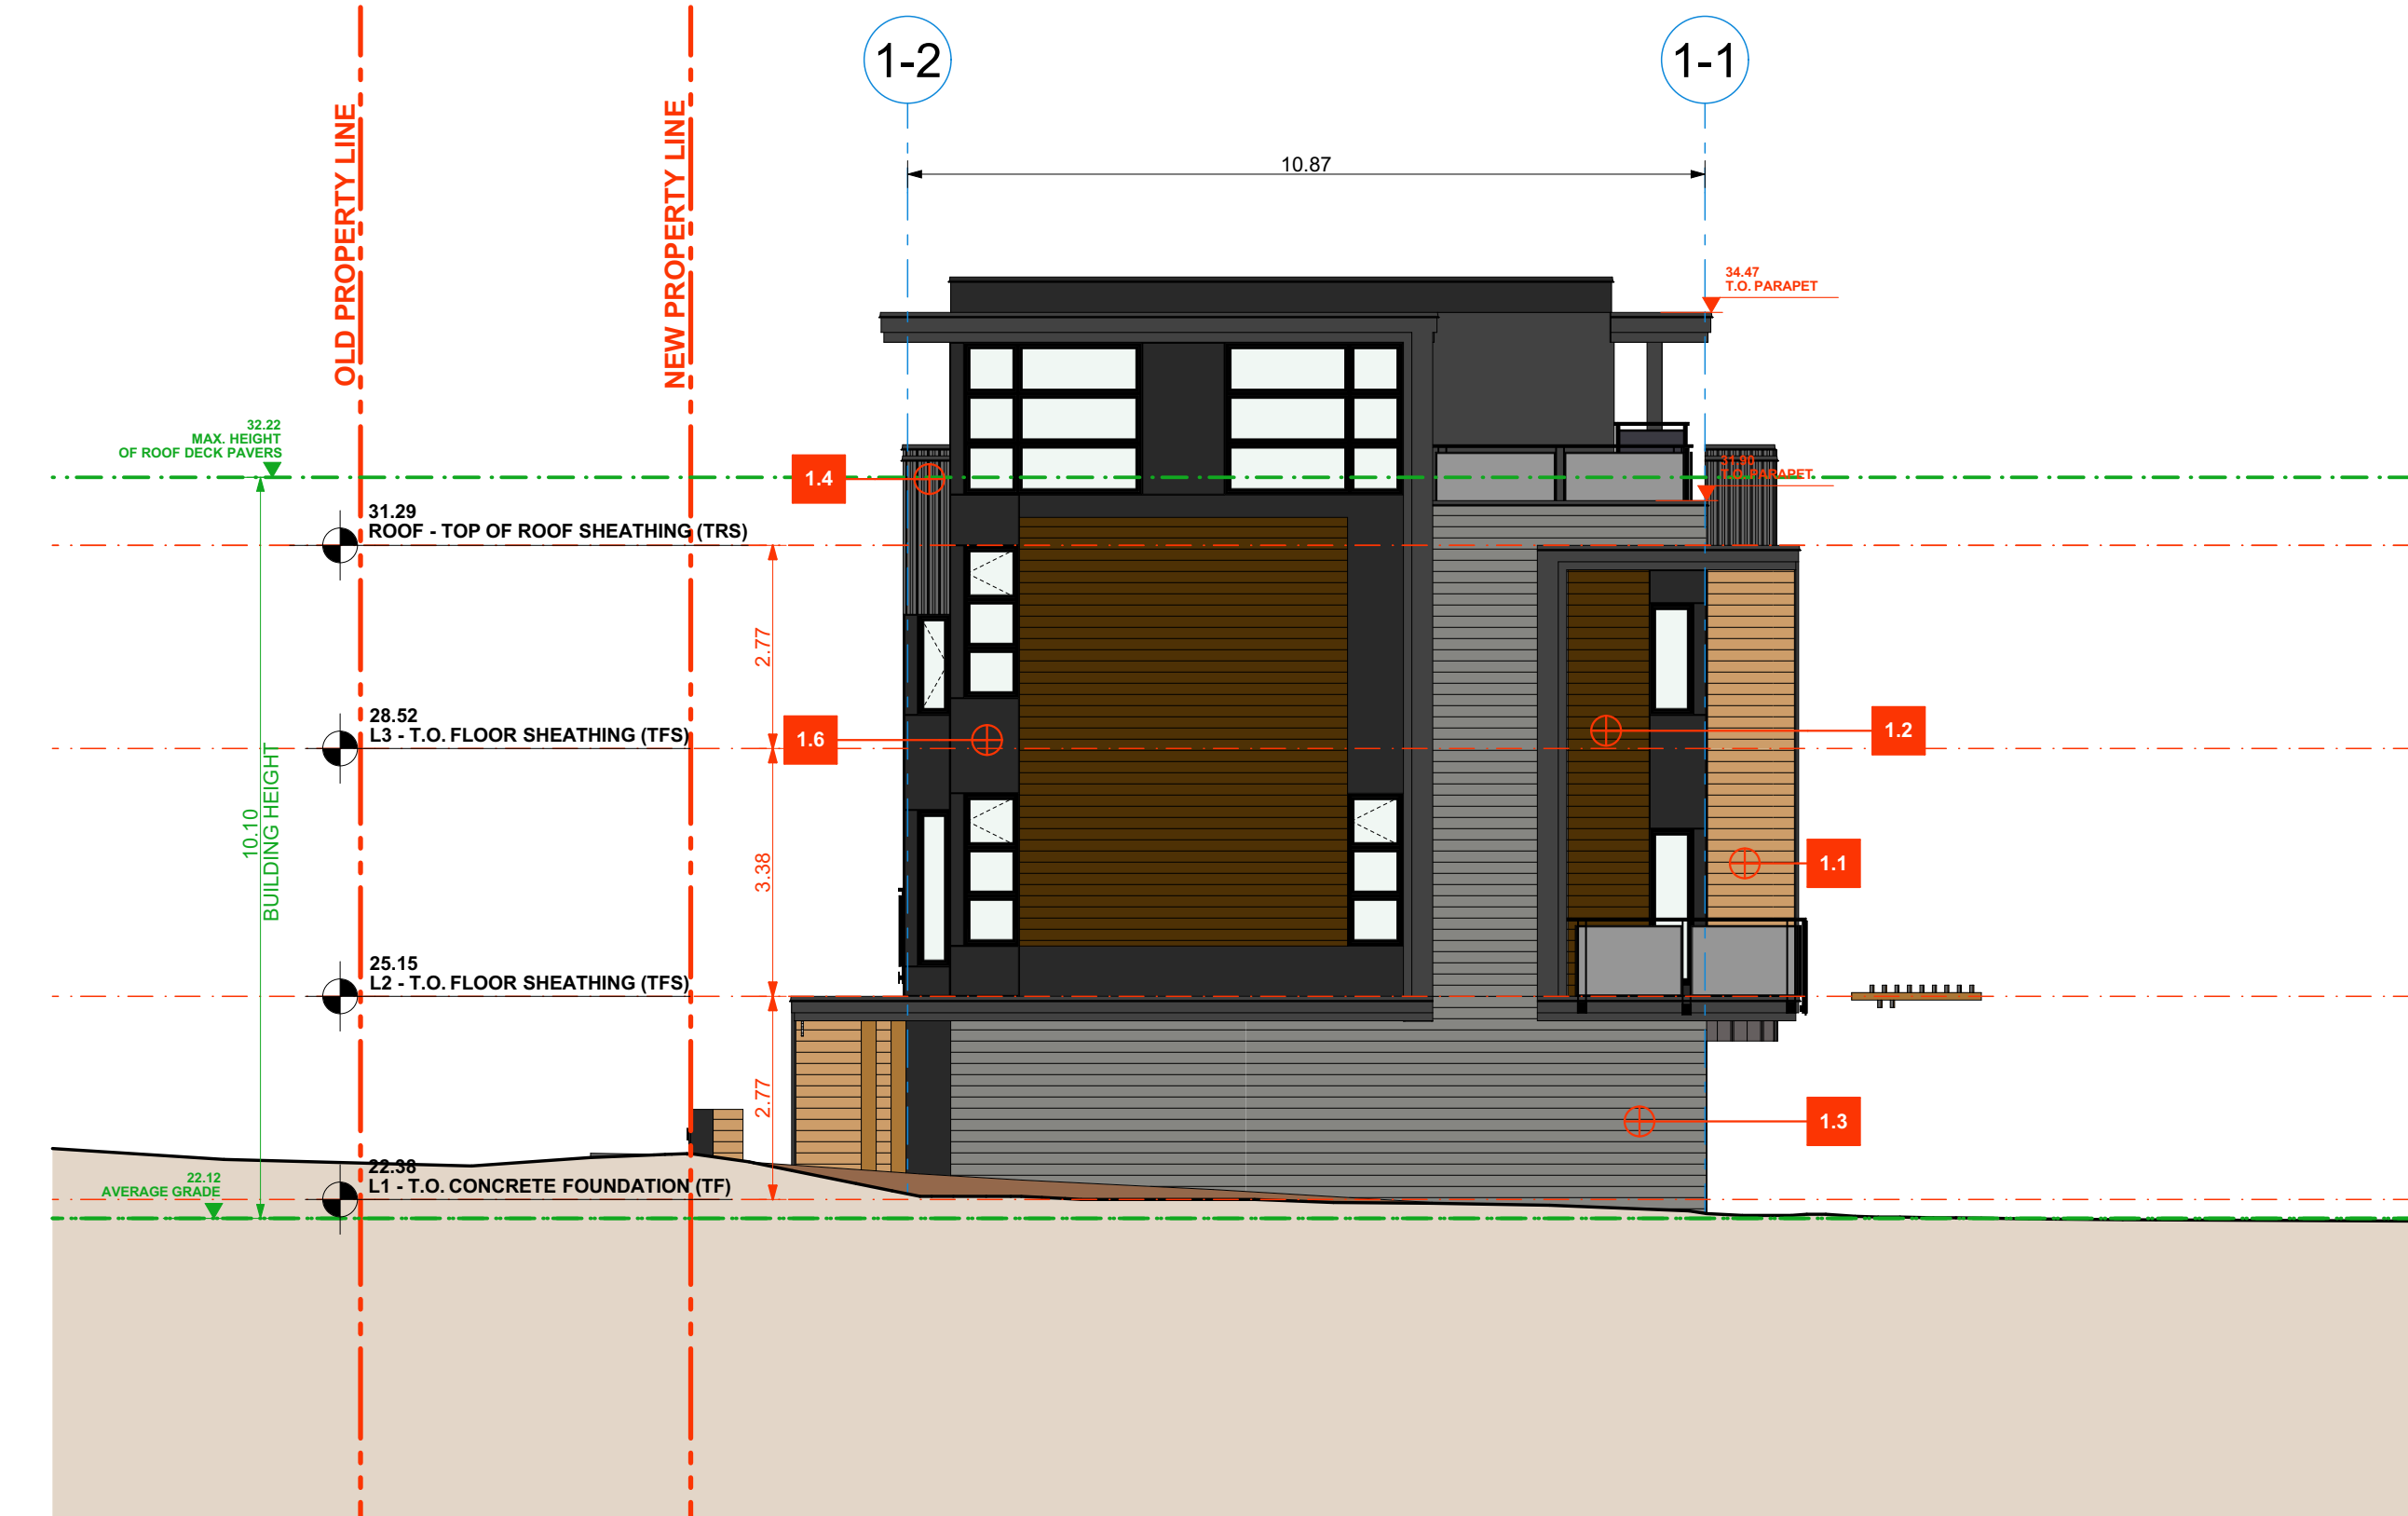 1-2
1-1
OLD PROPERTY LINE
NEW PROPERTY LINE
10.87
34.47
T.O. PARAPET
32.22
MAX. HEIGHT
OF ROOF DECK PAVERS
1.4
31.90
T.O. PARAPET
31.29
ROOF - TOP OF ROOF SHEATHING (TRS)
2.77
28.52
L3 - T.O. FLOOR SHEATHING (TFS)
1.6
1.2
10.10
BUILDING HEIGHT
3.38
1.1
25.15
L2 - T.O. FLOOR SHEATHING (TFS)
2.77
1.3
22.38
L1 - T.O. CONCRETE FOUNDATION (TF)
22.12
AVERAGE GRADE